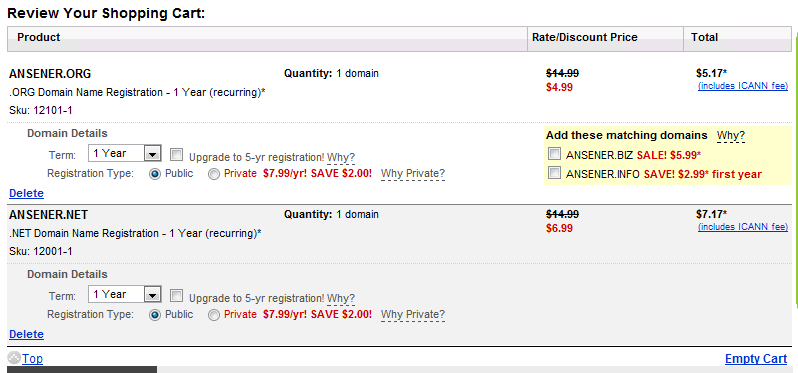 Review Your Shopping Cart:
Product Rate/Discount Price Total
ANSENER.ORG Quantity: 1 domain $14.99 $5.17*
.ORG Domain Name Registration - 1 Year (recurring)* $4.99 (includes ICANN fee)
Sku: 12101-1
Domain Details Add these matching domains Why?
Term: 1 Year Upgrade to 5-yr registration! Why? ANSENER.BIZ SALE! $5.99*
Registration Type: Public Private $7.99/yr! SAVE $2.00! Why Private? ANSENER.INFO SAVE! $2.99* first year
Delete
ANSENER.NET Quantity: 1 domain $14.99 $7.17*
.NET Domain Name Registration - 1 Year (recurring)* $6.99 (includes ICANN fee)
Sku: 12001-1
Domain Details
Term: 1 Year Upgrade to 5-yr registration! Why?
Registration Type: Public Private $7.99/yr! SAVE $2.00! Why Private?
Delete
Top Empty Cart